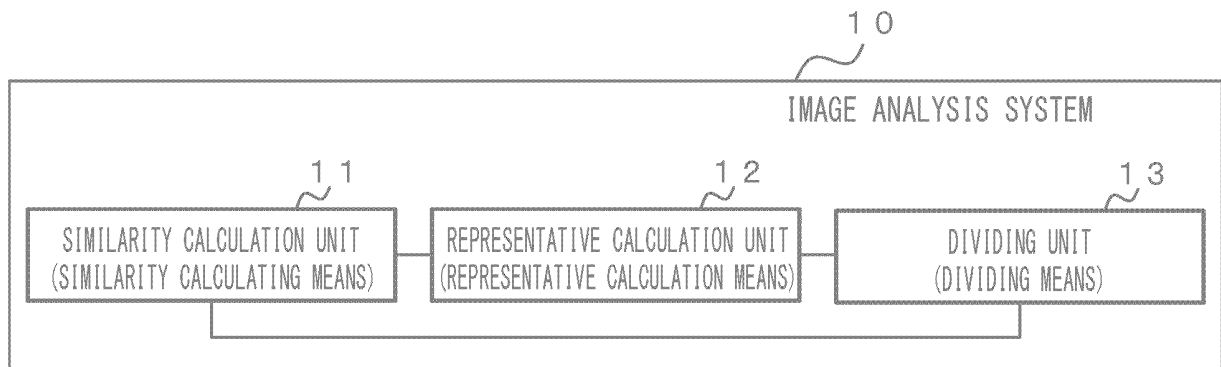 10
IMAGE ANALYSIS SYSTEM
11
SIMILARITY CALCULATION UNIT
(SIMILARITY CALCULATING MEANS)
12
REPRESENTATIVE CALCULATION UNIT
(REPRESENTATIVE CALCULATION MEANS)
13
DIVIDING UNIT
(DIVIDING MEANS)